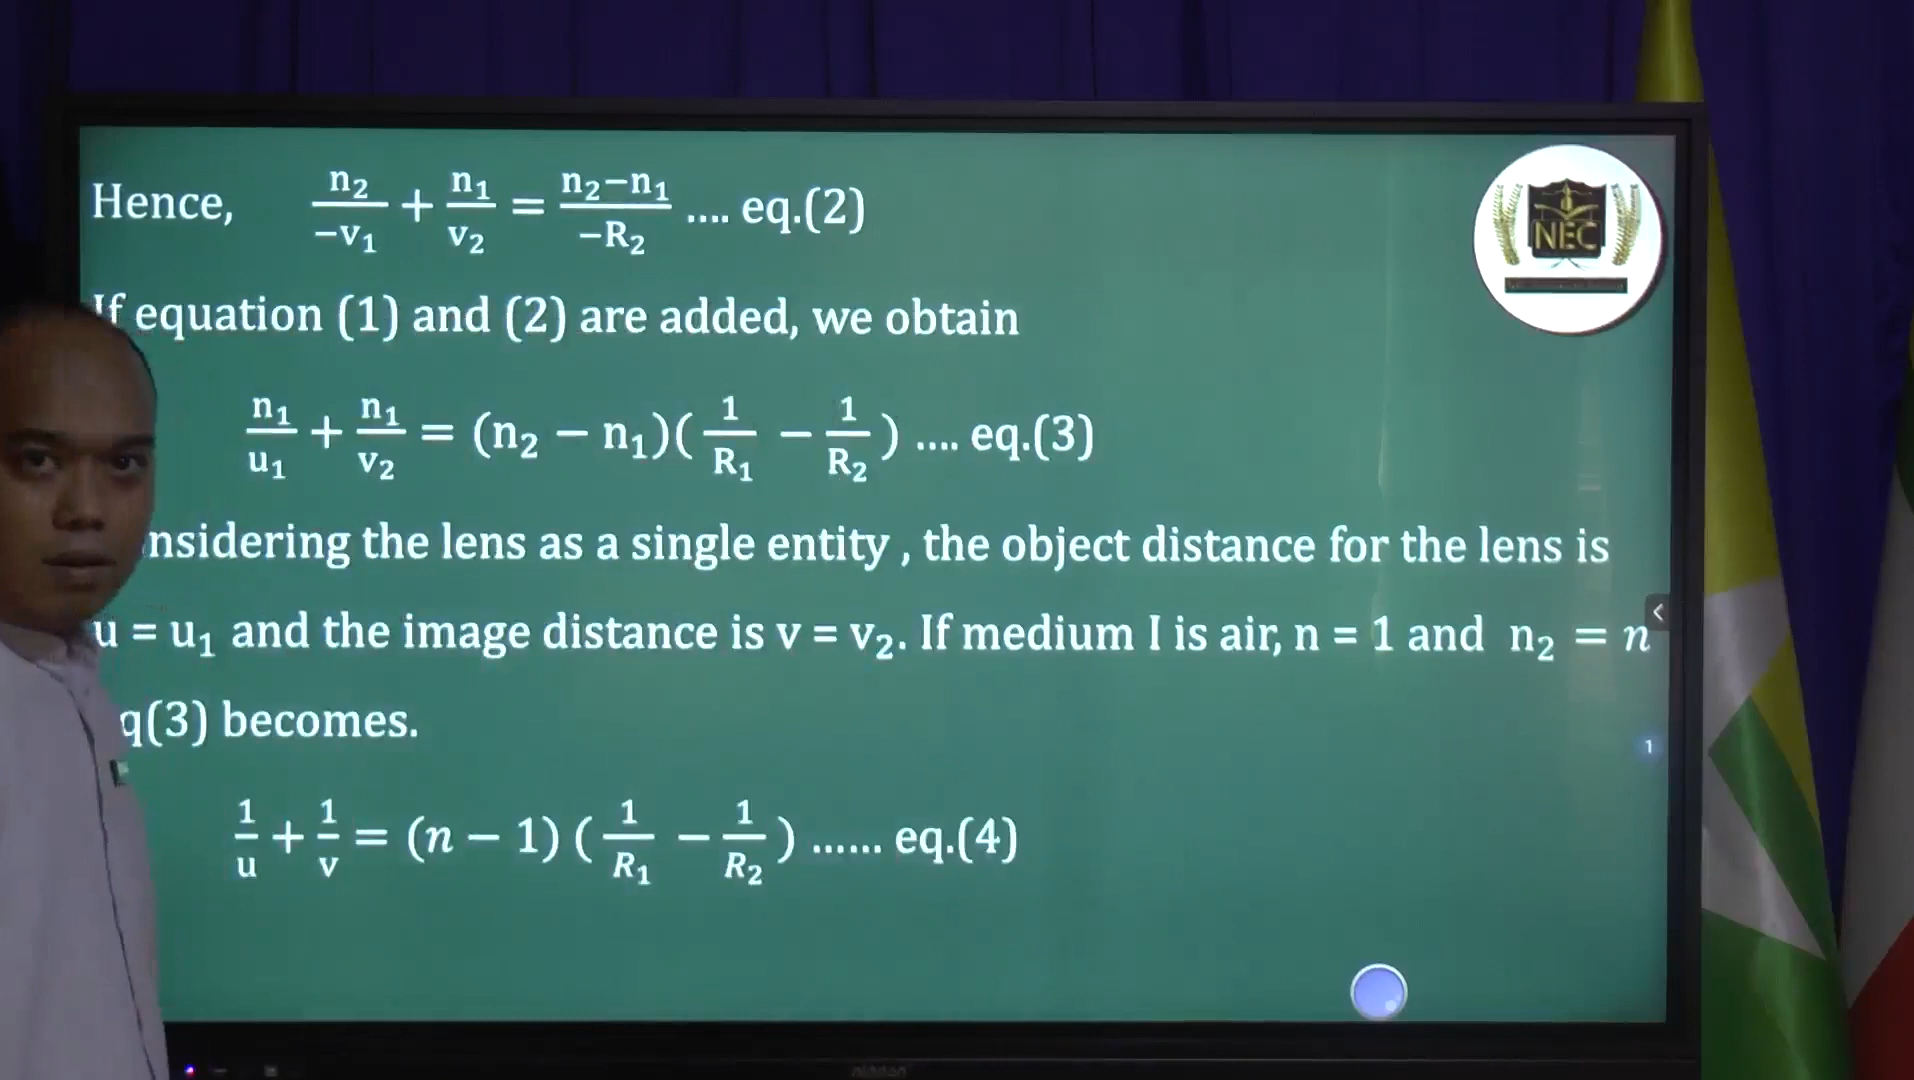 Hence, n₂/−v₁ + n₁/v₂ = n₂−n₁/−R₂ .... eq.(2)
If equation (1) and (2) are added, we obtain
n₁/u₁ + n₁/v₂ = (n₂ − n₁)(1/R₁ − 1/R₂) .... eq.(3)
nsidering the lens as a single entity , the object distance for the lens is
u = u₁ and the image distance is v = v₂. If medium I is air, n = 1 and n₂ = n
q(3) becomes.
1/u + 1/v = (n − 1) (1/R₁ − 1/R₂) ...... eq.(4)
NEC
1